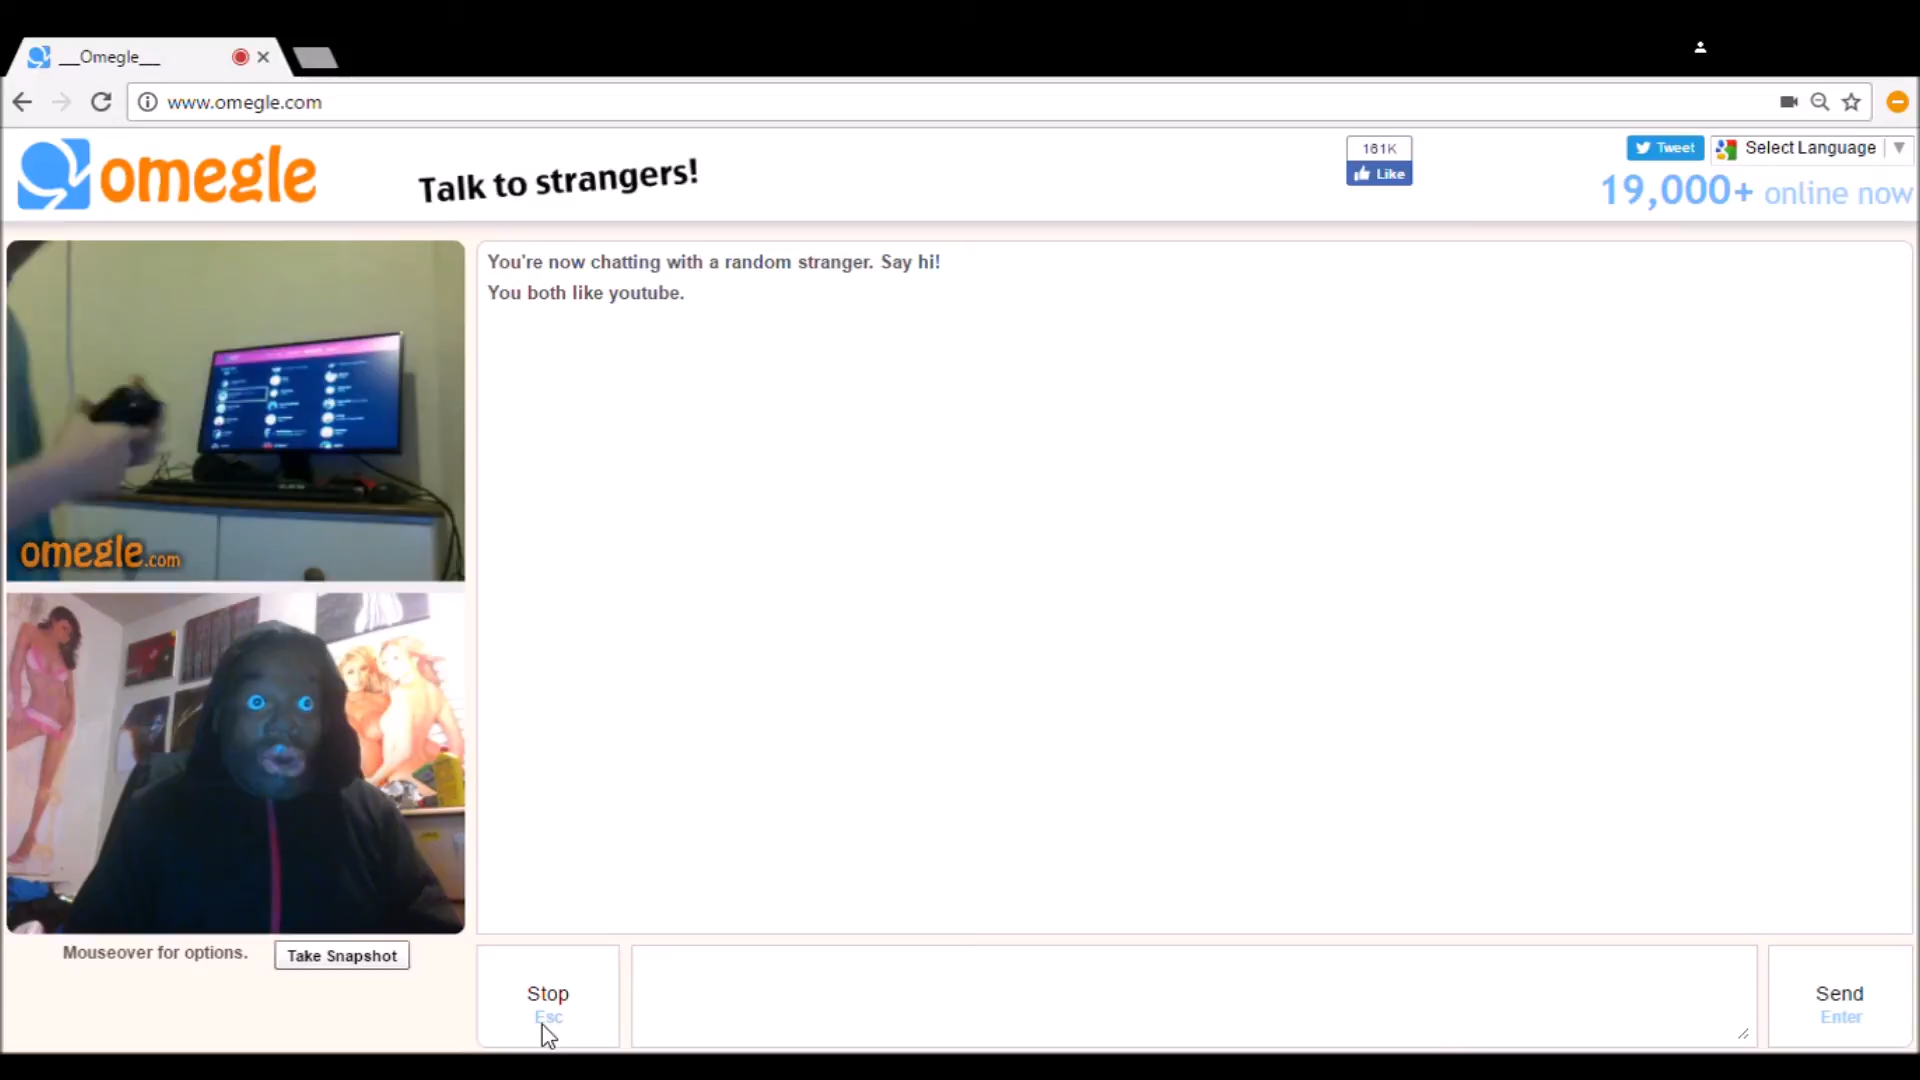 __Omegle__
www.omegle.com
omegle
Talk to strangers!
161K
Like
Tweet
Select Language
19,000+ online now
You're now chatting with a random stranger. Say hi!
You both like youtube.
omegle.com
Mouseover for options.
Take Snapshot
Stop
Esc
Send
Enter